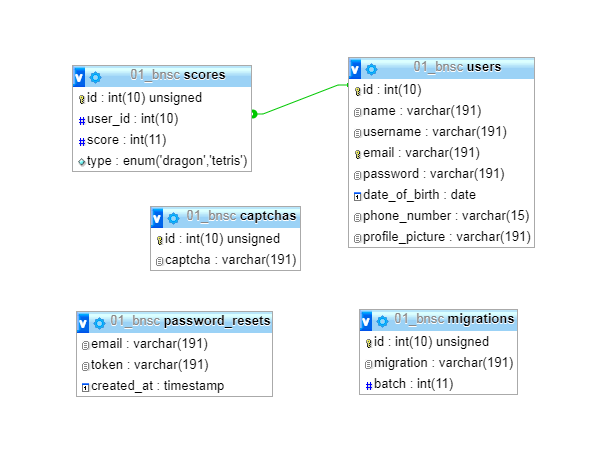 01_bnsc scores
id : int(10) unsigned
user_id : int(10)
score : int(11)
type : enum('dragon','tetris')
01_bnsc users
id : int(10)
name : varchar(191)
username : varchar(191)
email : varchar(191)
password : varchar(191)
date_of_birth : date
phone_number : varchar(15)
profile_picture : varchar(191)
01_bnsc captchas
id : int(10) unsigned
captcha : varchar(191)
01_bnsc password_resets
email : varchar(191)
token : varchar(191)
created_at : timestamp
01_bnsc migrations
id : int(10) unsigned
migration : varchar(191)
batch : int(11)